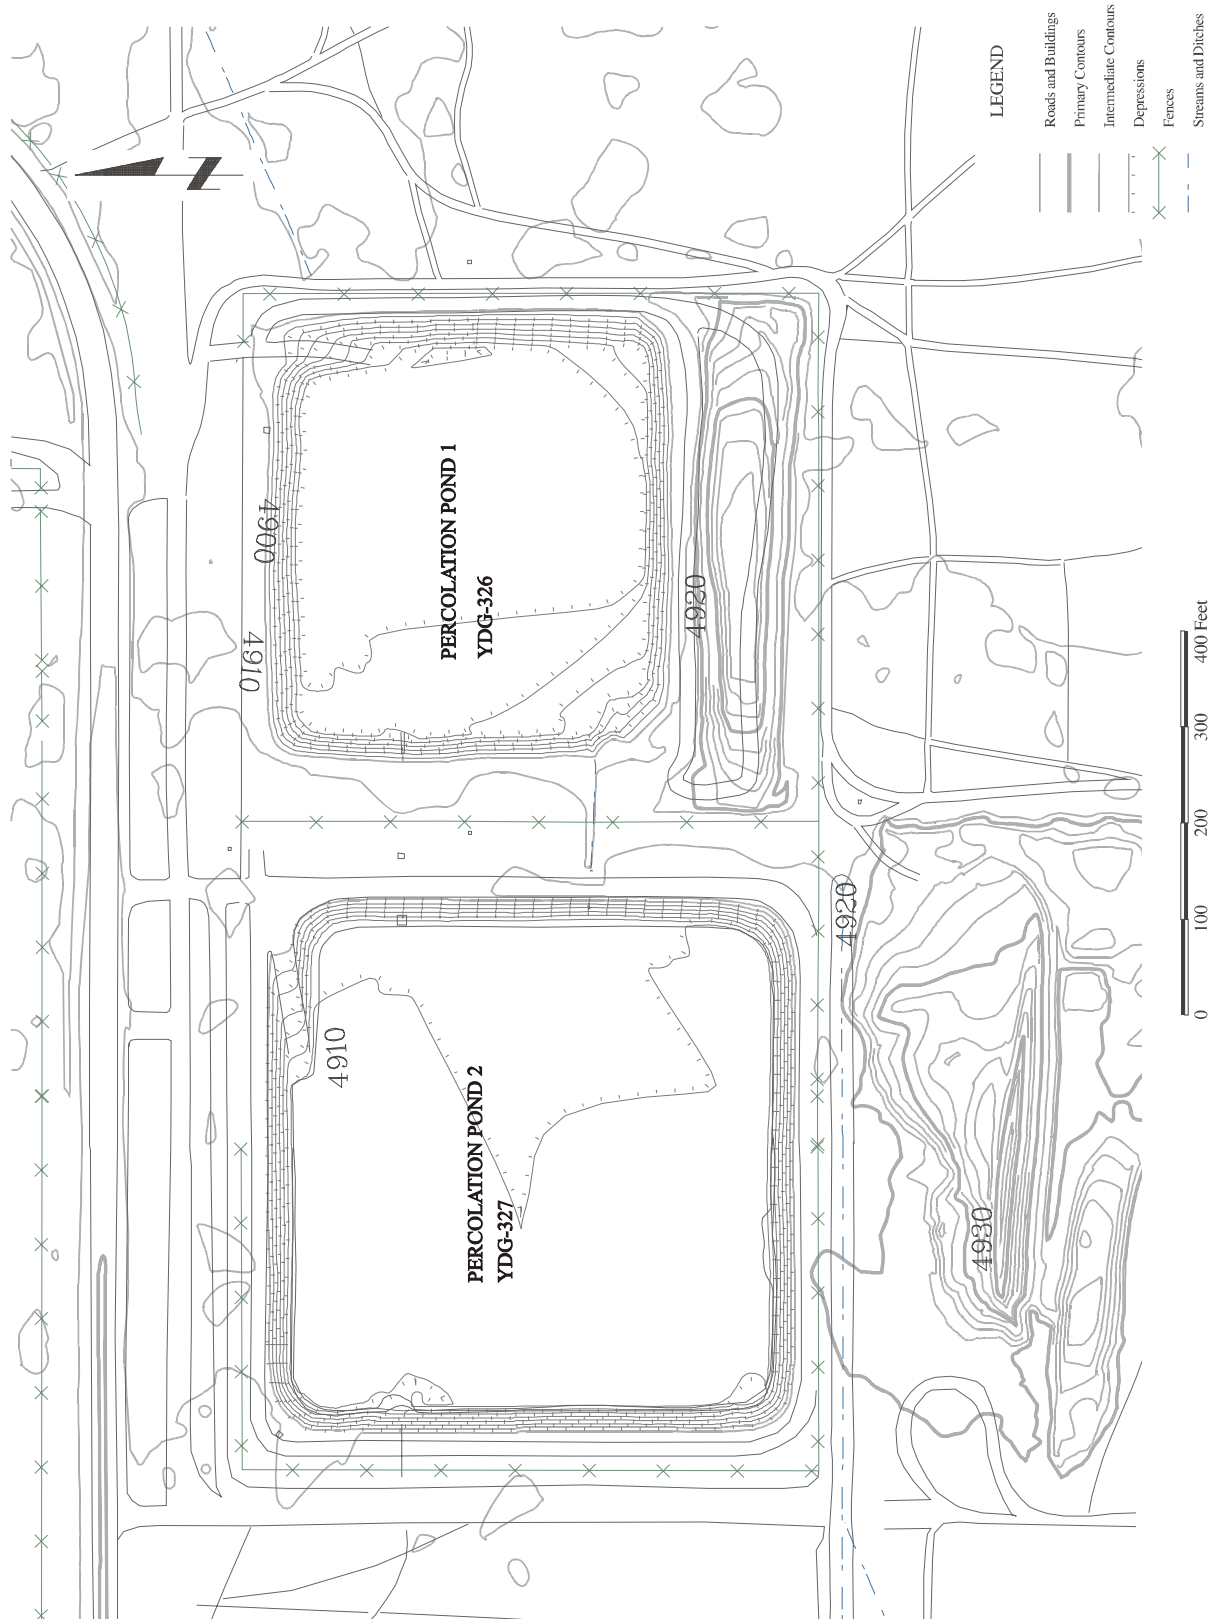 LEGEND
Roads and Buildings
Primary Contours
Intermediate Contours
Depressions
Fences
Streams and Ditches
N
4900
4910
PERCOLATION POND 1
YDG-326
4920
4920
4910
PERCOLATION POND 2
YDG-327
4930
0 100 200 300 400 Feet